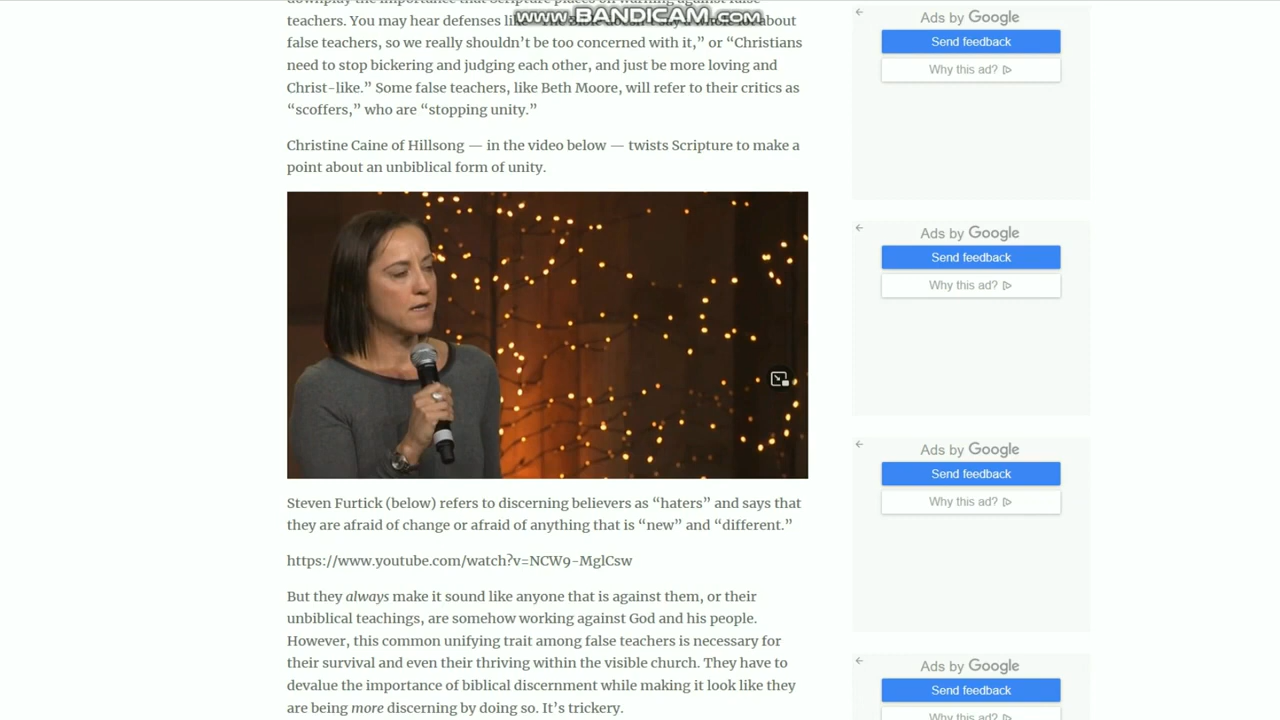 downplay the importance that Scripture places on warning against false
www.BANDICAM.com
teachers. You may hear defenses like "The Bible doesn't say a whole lot about
false teachers, so we really shouldn't be too concerned with it," or "Christians
need to stop bickering and judging each other, and just be more loving and
Christ-like." Some false teachers, like Beth Moore, will refer to their critics as
"scoffers," who are "stopping unity."
Christine Caine of Hillsong — in the video below — twists Scripture to make a
point about an unbiblical form of unity.
Steven Furtick (below) refers to discerning believers as "haters" and says that
they are afraid of change or afraid of anything that is "new" and "different."
https://www.youtube.com/watch?v=NCW9-MglCsw
But they always make it sound like anyone that is against them, or their
unbiblical teachings, are somehow working against God and his people.
However, this common unifying trait among false teachers is necessary for
their survival and even their thriving within the visible church. They have to
devalue the importance of biblical discernment while making it look like they
are being more discerning by doing so. It's trickery.
Ads by Google
Send feedback
Why this ad?
Ads by Google
Send feedback
Why this ad?
Ads by Google
Send feedback
Why this ad?
Ads by Google
Send feedback
Why this ad?